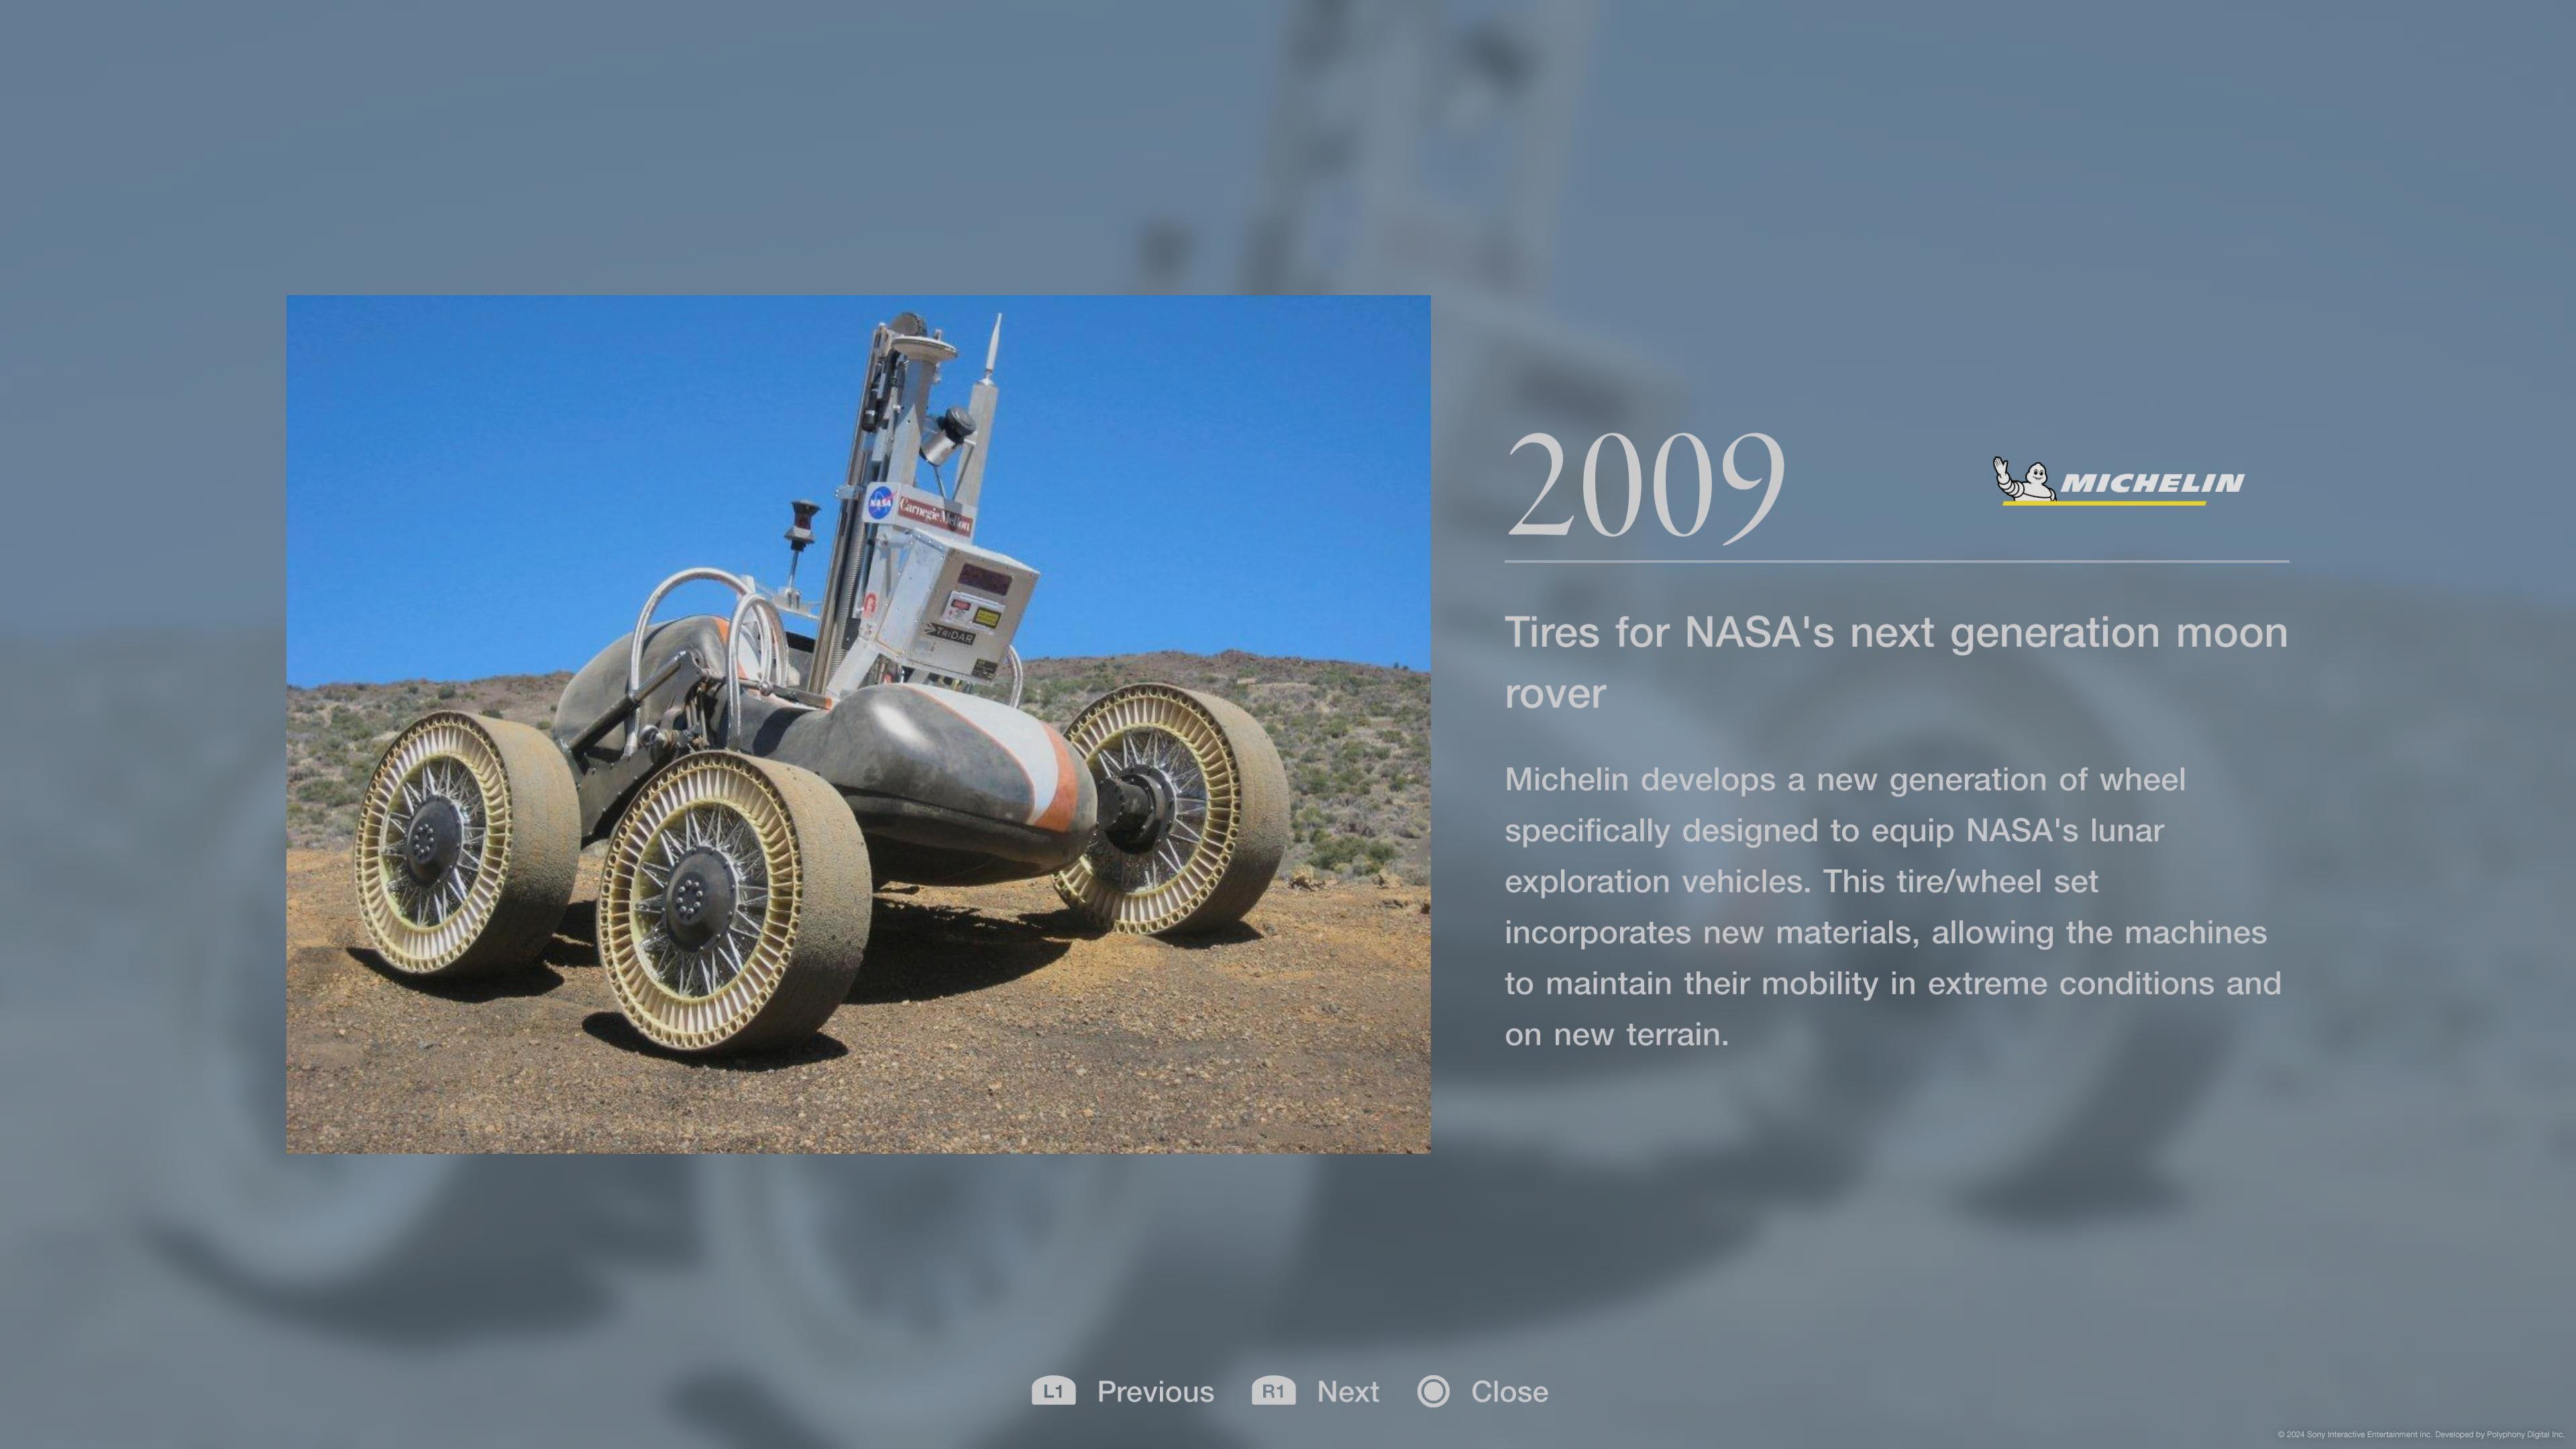 NASA
Carnegie Mellon
TriDAR
2009
MICHELIN
Tires for NASA's next generation moon
rover
Michelin develops a new generation of wheel
specifically designed to equip NASA's lunar
exploration vehicles. This tire/wheel set
incorporates new materials, allowing the machines
to maintain their mobility in extreme conditions and
on new terrain.
L1 Previous R1 Next Close
© 2024 Sony Interactive Entertainment Inc. Developed by Polyphony Digital Inc.